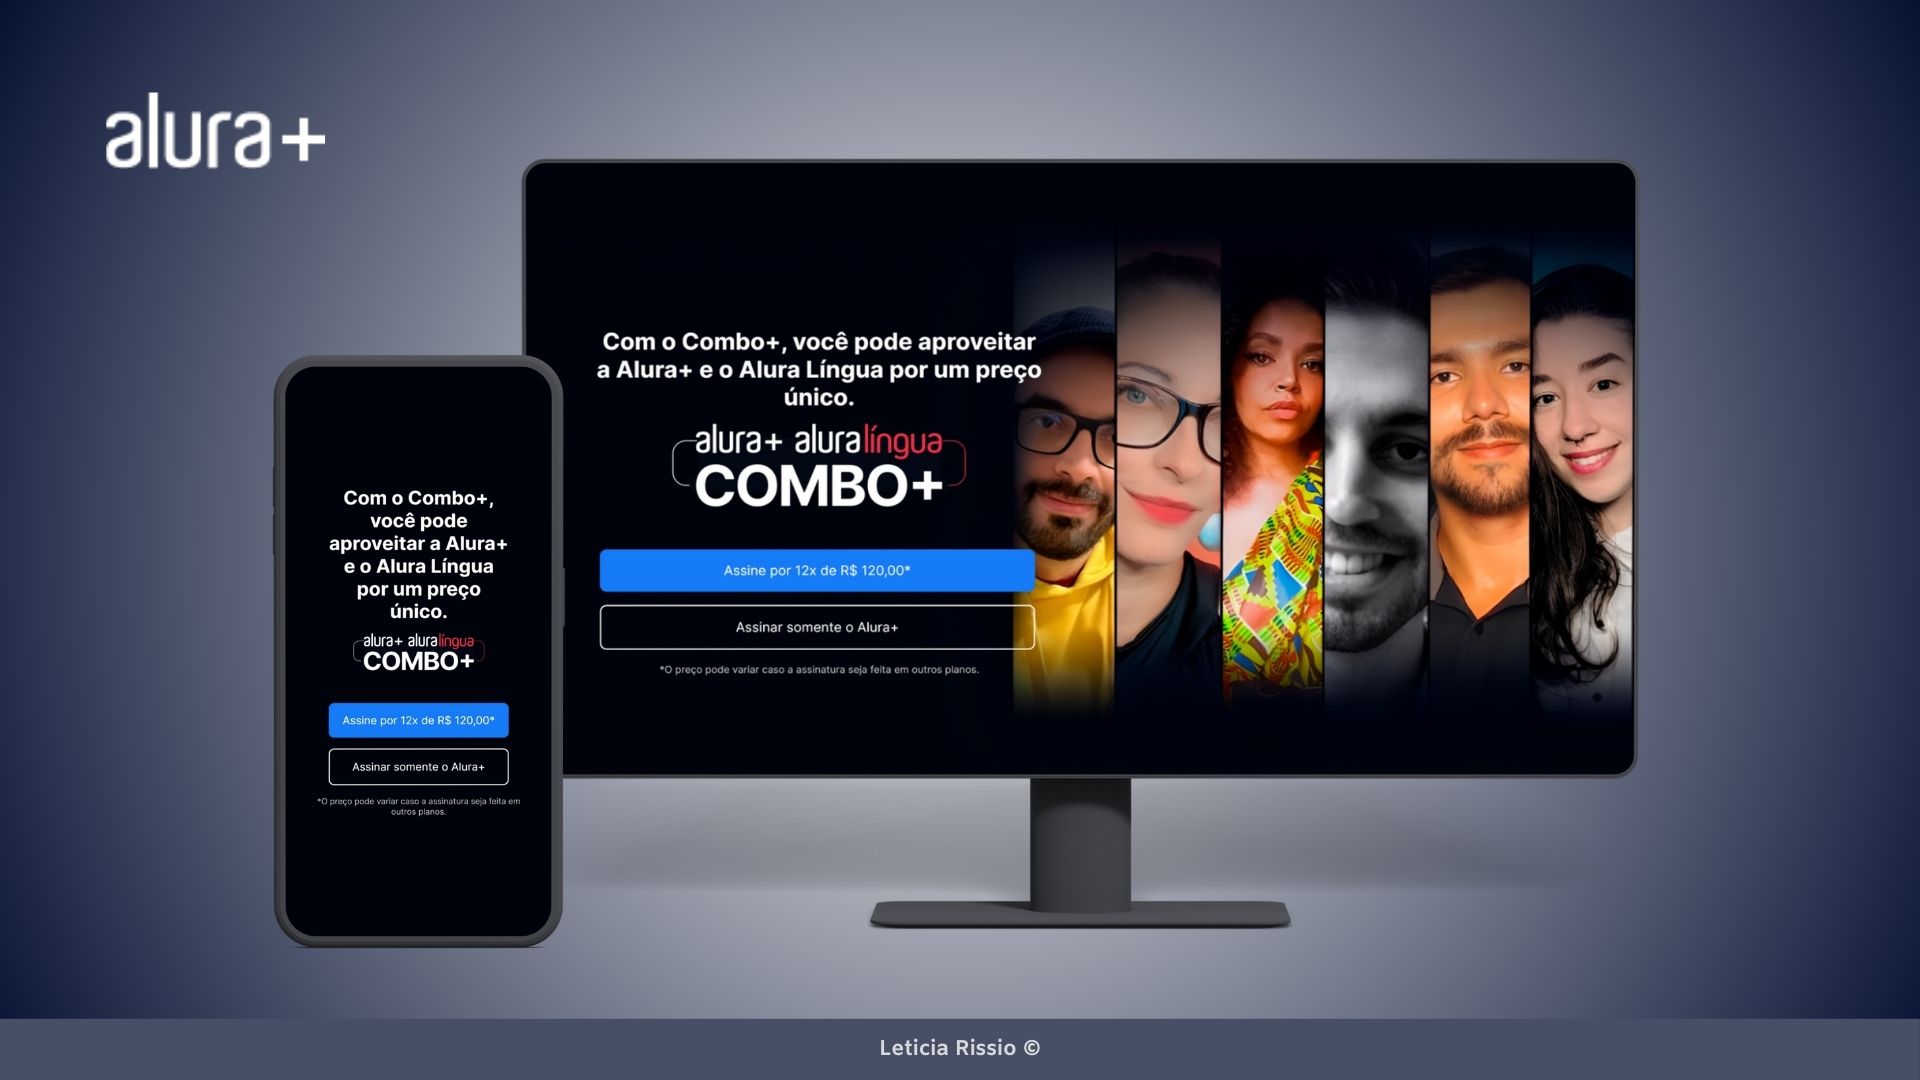 alura+
Com o Combo+, você pode aproveitar
a Alura+ e o Alura Língua por um preço
único.
alura+ aluralíngua
COMBO+
Assine por 12x de R$ 120,00*
Assinar somente o Alura+
*O preço pode variar caso a assinatura seja feita em outros planos.
Com o Combo+,
você pode
aproveitar a Alura+
e o Alura Língua
por um preço
único.
alura+ aluralíngua
COMBO+
Assine por 12x de R$ 120,00*
Assinar somente o Alura+
*O preço pode variar caso a assinatura seja feita em
outros planos.
Leticia Rissio ©